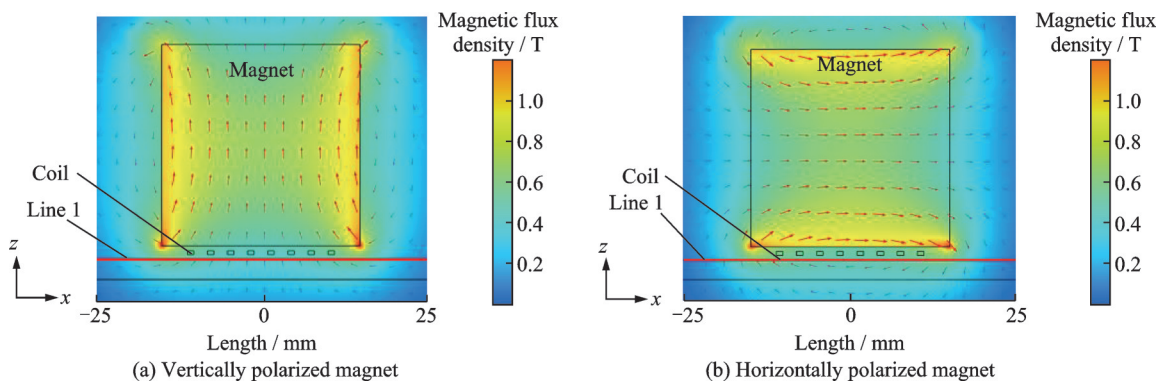 Magnetic flux
density / T
Magnet
1.0
0.8
0.6
0.4
0.2
Coil
Line 1
z
x
−25
0
25
Length / mm
(a) Vertically polarized magnet
Magnetic flux
density / T
Magnet
1.0
0.8
0.6
0.4
0.2
Coil
Line 1
z
x
−25
0
25
Length / mm
(b) Horizontally polarized magnet